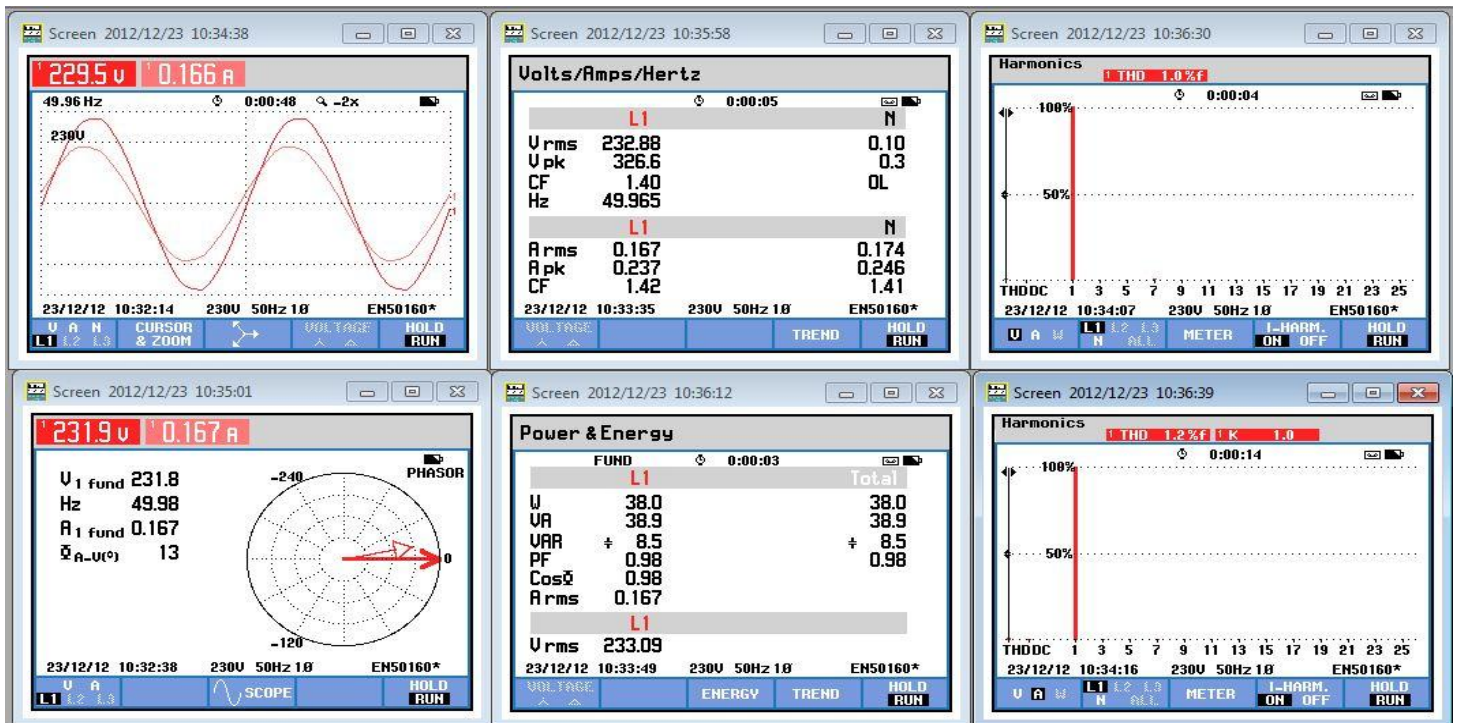 Screen 2012/12/23 10:34:38
1 229.5 V 1 0.166 A
49.96 Hz 0:00:48 -2x
230V
23/12/12 10:32:14 230V 50Hz 1Ø EN50160*
V A N CURSOR VOLTAGE HOLD
L1 L2 L3 & ZOOM RUN
Screen 2012/12/23 10:35:58
Volts/Amps/Hertz
0:00:05
L1 N
V rms 232.88 0.10
V pk 326.6 0.3
CF 1.40 OL
Hz 49.965
L1 N
A rms 0.167 0.174
A pk 0.237 0.246
CF 1.42 1.41
23/12/12 10:33:35 230V 50Hz 1Ø EN50160*
VOLTAGE TREND HOLD
RUN
Screen 2012/12/23 10:36:30
Harmonics
1 THD 1.0%f
0:00:04
100%
50%
THDDC 1 3 5 7 9 11 13 15 17 19 21 23 25
23/12/12 10:34:07 230V 50Hz 1Ø EN50160*
V A W L1 L2 L3 METER I-HARM. HOLD
N ALL ON OFF RUN
Screen 2012/12/23 10:35:01
1 231.9 V 1 0.167 A
PHASOR
V1 fund 231.8
Hz 49.98
A1 fund 0.167
ΦA-V(°) 13
-240
0
-120
23/12/12 10:32:38 230V 50Hz 1Ø EN50160*
V A SCOPE HOLD
L1 L2 L3 RUN
Screen 2012/12/23 10:36:12
Power & Energy
FUND 0:00:03
L1 Total
W 38.0 38.0
VA 38.9 38.9
VAR 8.5 8.5
PF 0.98 0.98
CosΦ 0.98
A rms 0.167
L1
V rms 233.09
23/12/12 10:33:49 230V 50Hz 1Ø EN50160*
VOLTAGE ENERGY TREND HOLD
RUN
Screen 2012/12/23 10:36:39
Harmonics
1 THD 1.2%f 1 K 1.0
0:00:14
100%
50%
THDDC 1 3 5 7 9 11 13 15 17 19 21 23 25
23/12/12 10:34:16 230V 50Hz 1Ø EN50160*
V A W L1 L2 L3 METER I-HARM. HOLD
N ALL ON OFF RUN